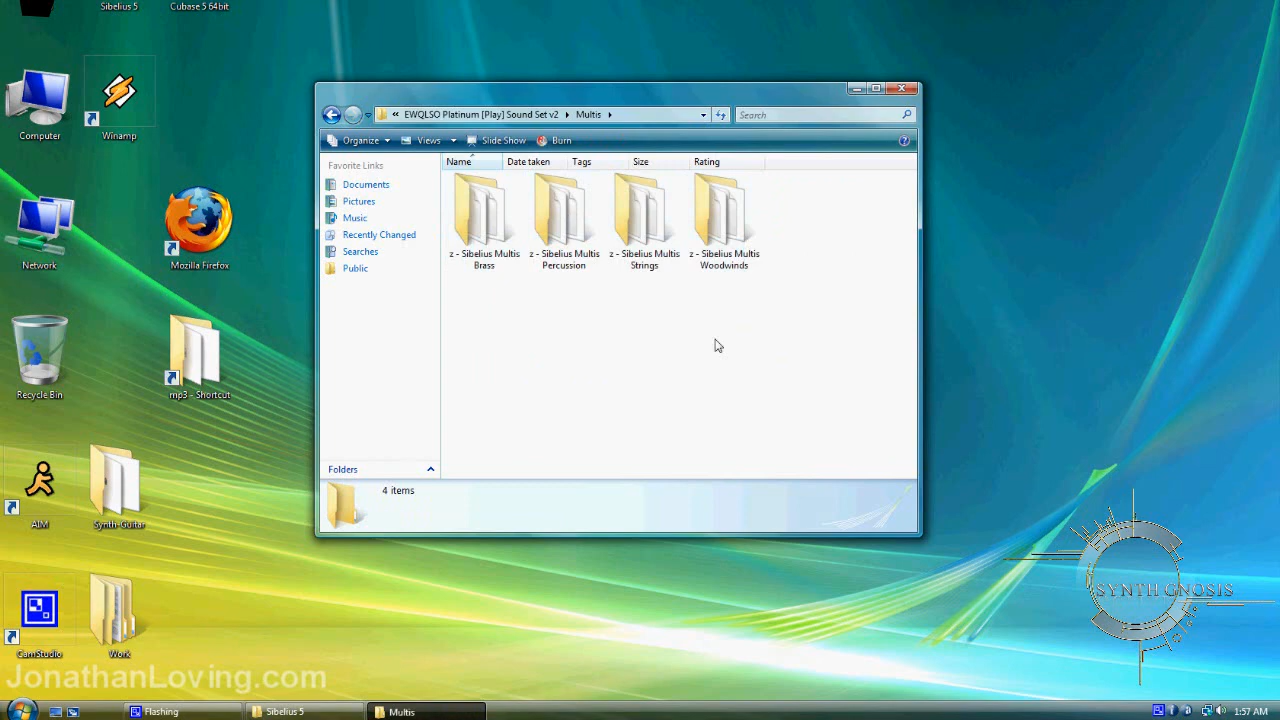 Sibelius 5
Cubase 5 64bit
Computer
Winamp
Network
Mozilla Firefox
Recycle Bin
mp3 - Shortcut
AIM
Synth-Guitar
CamStudio
Work
JonathanLoving.com
« EWQLSO Platinum [Play] Sound Set v2 Multis
Search
Organize Views Slide Show Burn
Favorite Links
Documents
Pictures
Music
Recently Changed
Searches
Public
Folders
Name Date taken Tags Size Rating
z - Sibelius Multis
Brass
z - Sibelius Multis
Percussion
z - Sibelius Multis
Strings
z - Sibelius Multis
Woodwinds
4 items
SYNTH GNOSIS
Flashing
Sibelius 5
Multis
1:57 AM